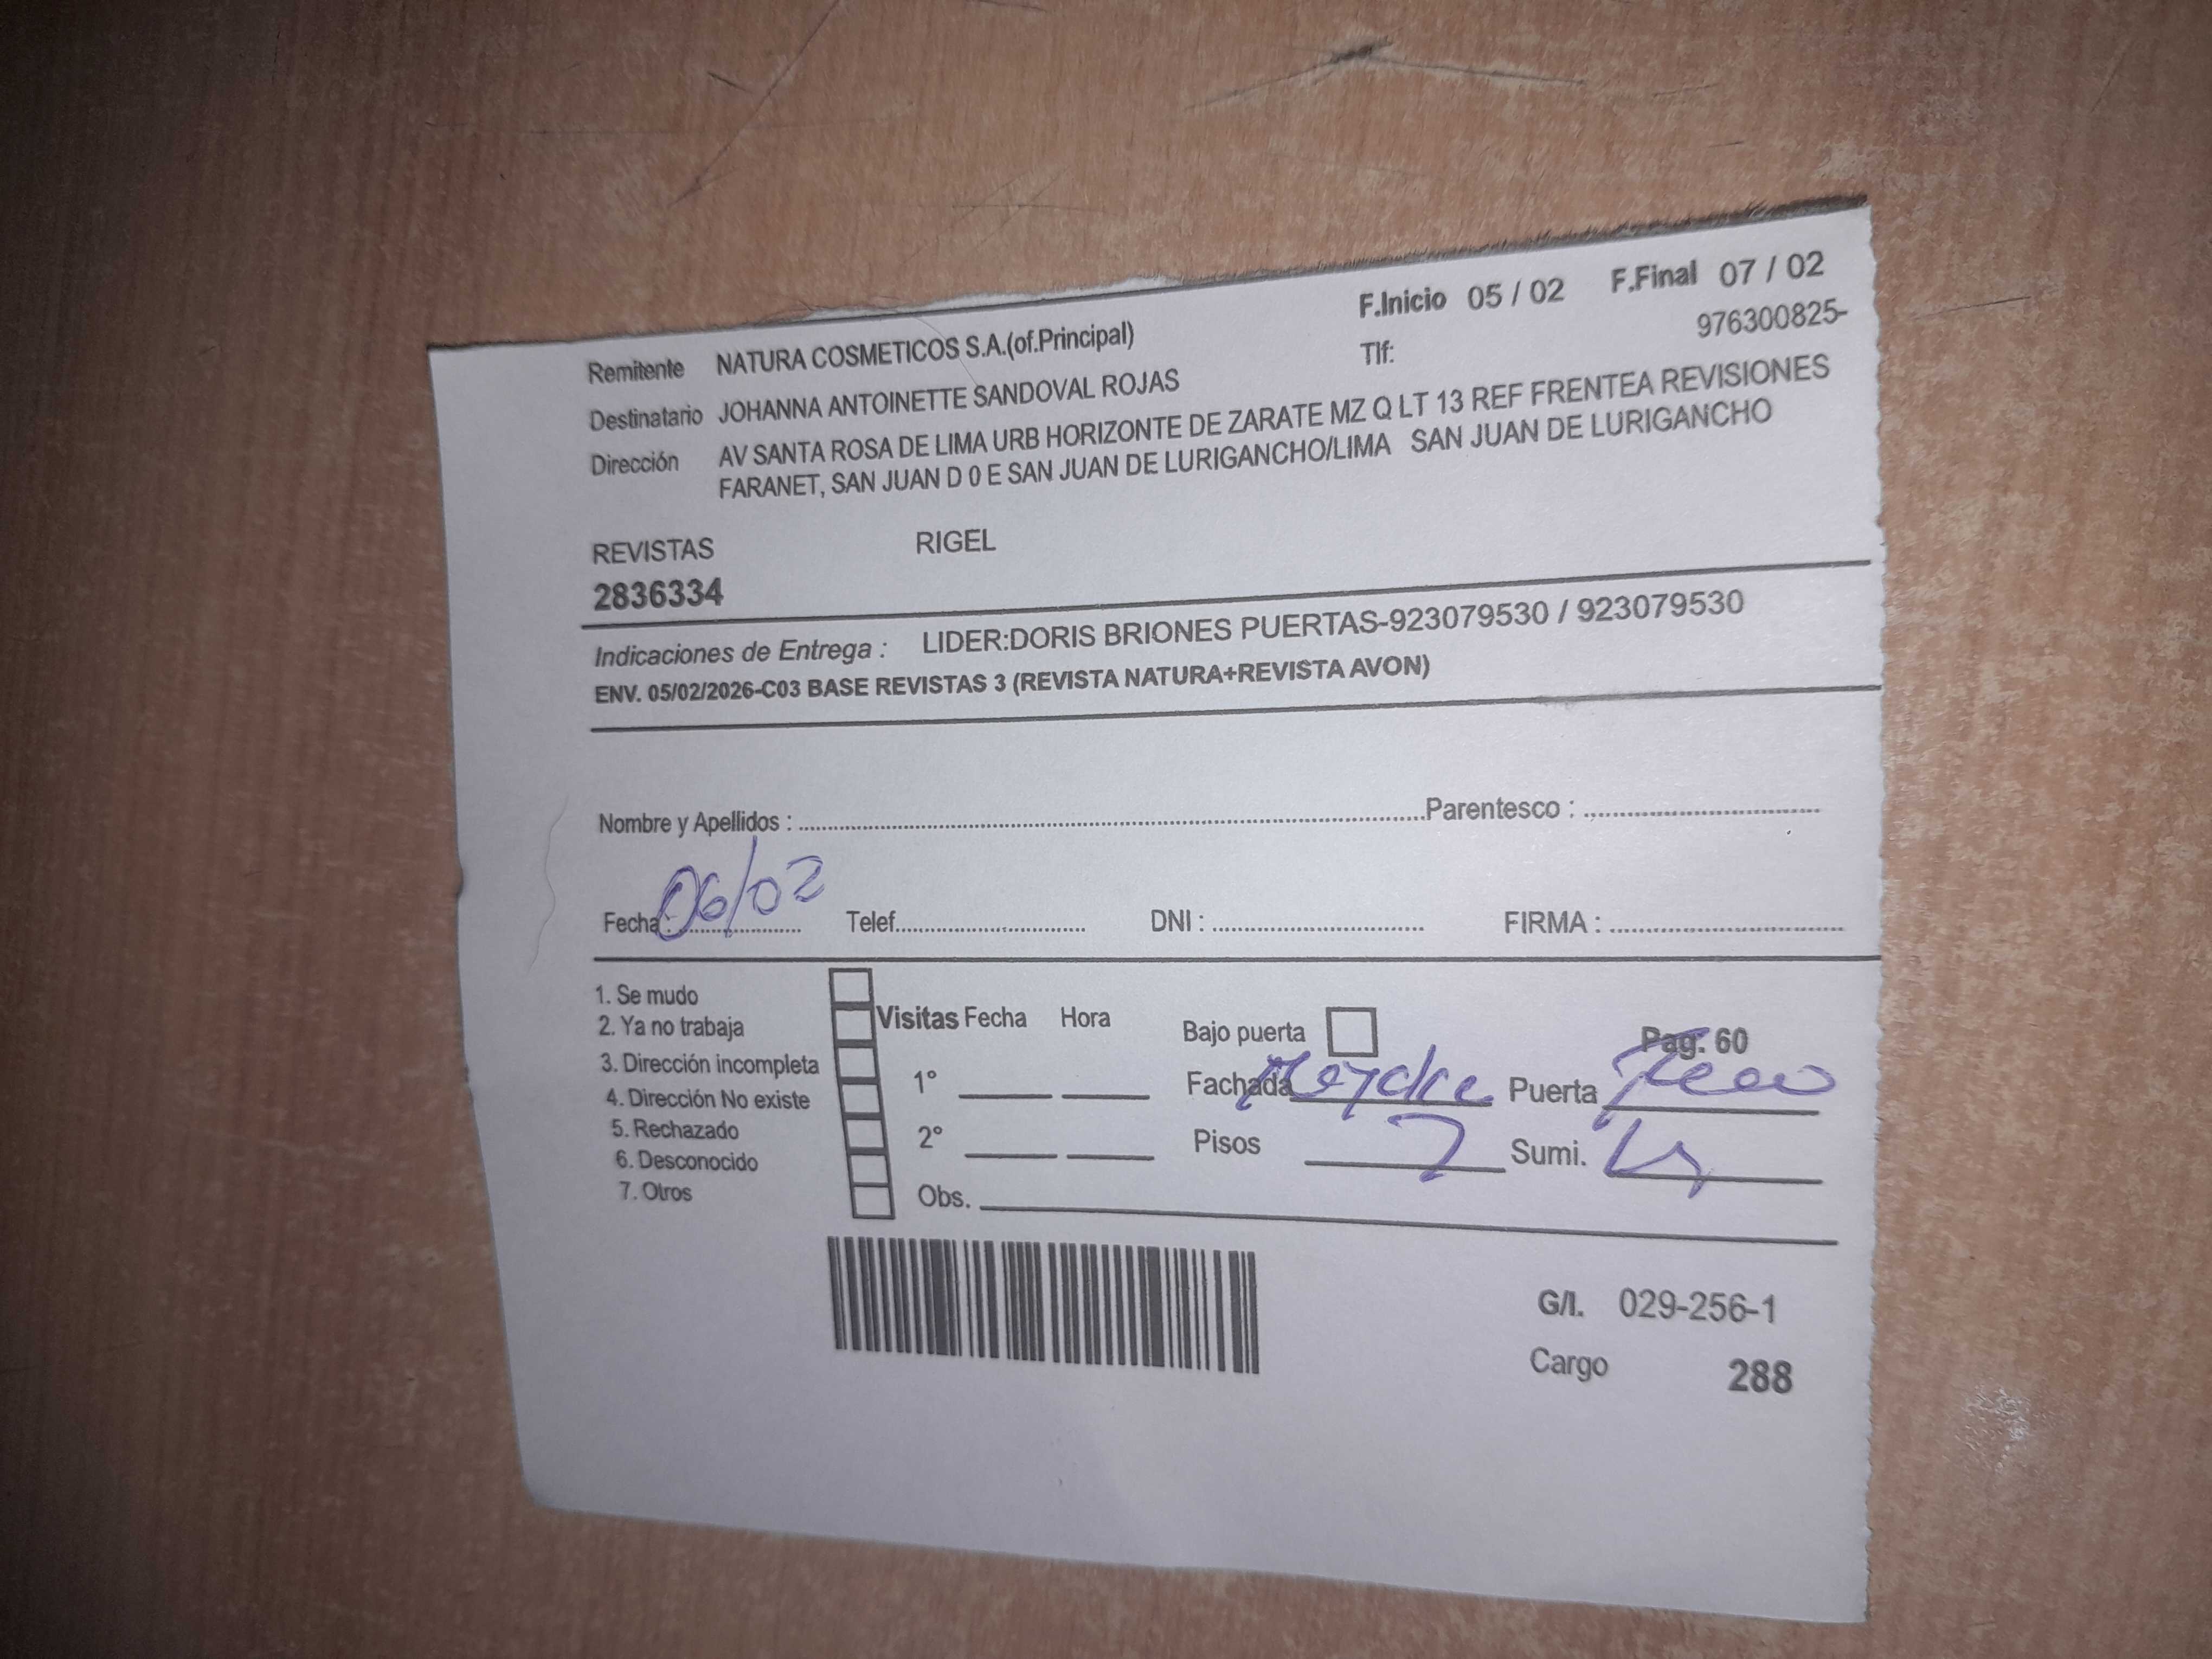 F.Inicio 05 / 02 F.Final 07 / 02
Remitente NATURA COSMETICOS S.A.(of.Principal) Tlf: 976300825-
Destinatario JOHANNA ANTOINETTE SANDOVAL ROJAS
Dirección AV SANTA ROSA DE LIMA URB HORIZONTE DE ZARATE MZ Q LT 13 REF FRENTEA REVISIONES
FARANET, SAN JUAN D 0 E SAN JUAN DE LURIGANCHO/LIMA SAN JUAN DE LURIGANCHO
REVISTAS RIGEL
2836334
Indicaciones de Entrega : LIDER:DORIS BRIONES PUERTAS-923079530 / 923079530
ENV. 05/02/2026-C03 BASE REVISTAS 3 (REVISTA NATURA+REVISTA AVON)
Nombre y Apellidos : Parentesco :
Fecha : 06/02 Telef. DNI : FIRMA :
1. Se mudo
2. Ya no trabaja
3. Dirección incompleta
4. Dirección No existe
5. Rechazado
6. Desconocido
7. Otros
Visitas Fecha Hora
1°
2°
Obs.
Bajo puerta Pag. 60
Fachada Puerta
Pisos Sumi.
G/I. 029-256-1
Cargo 288